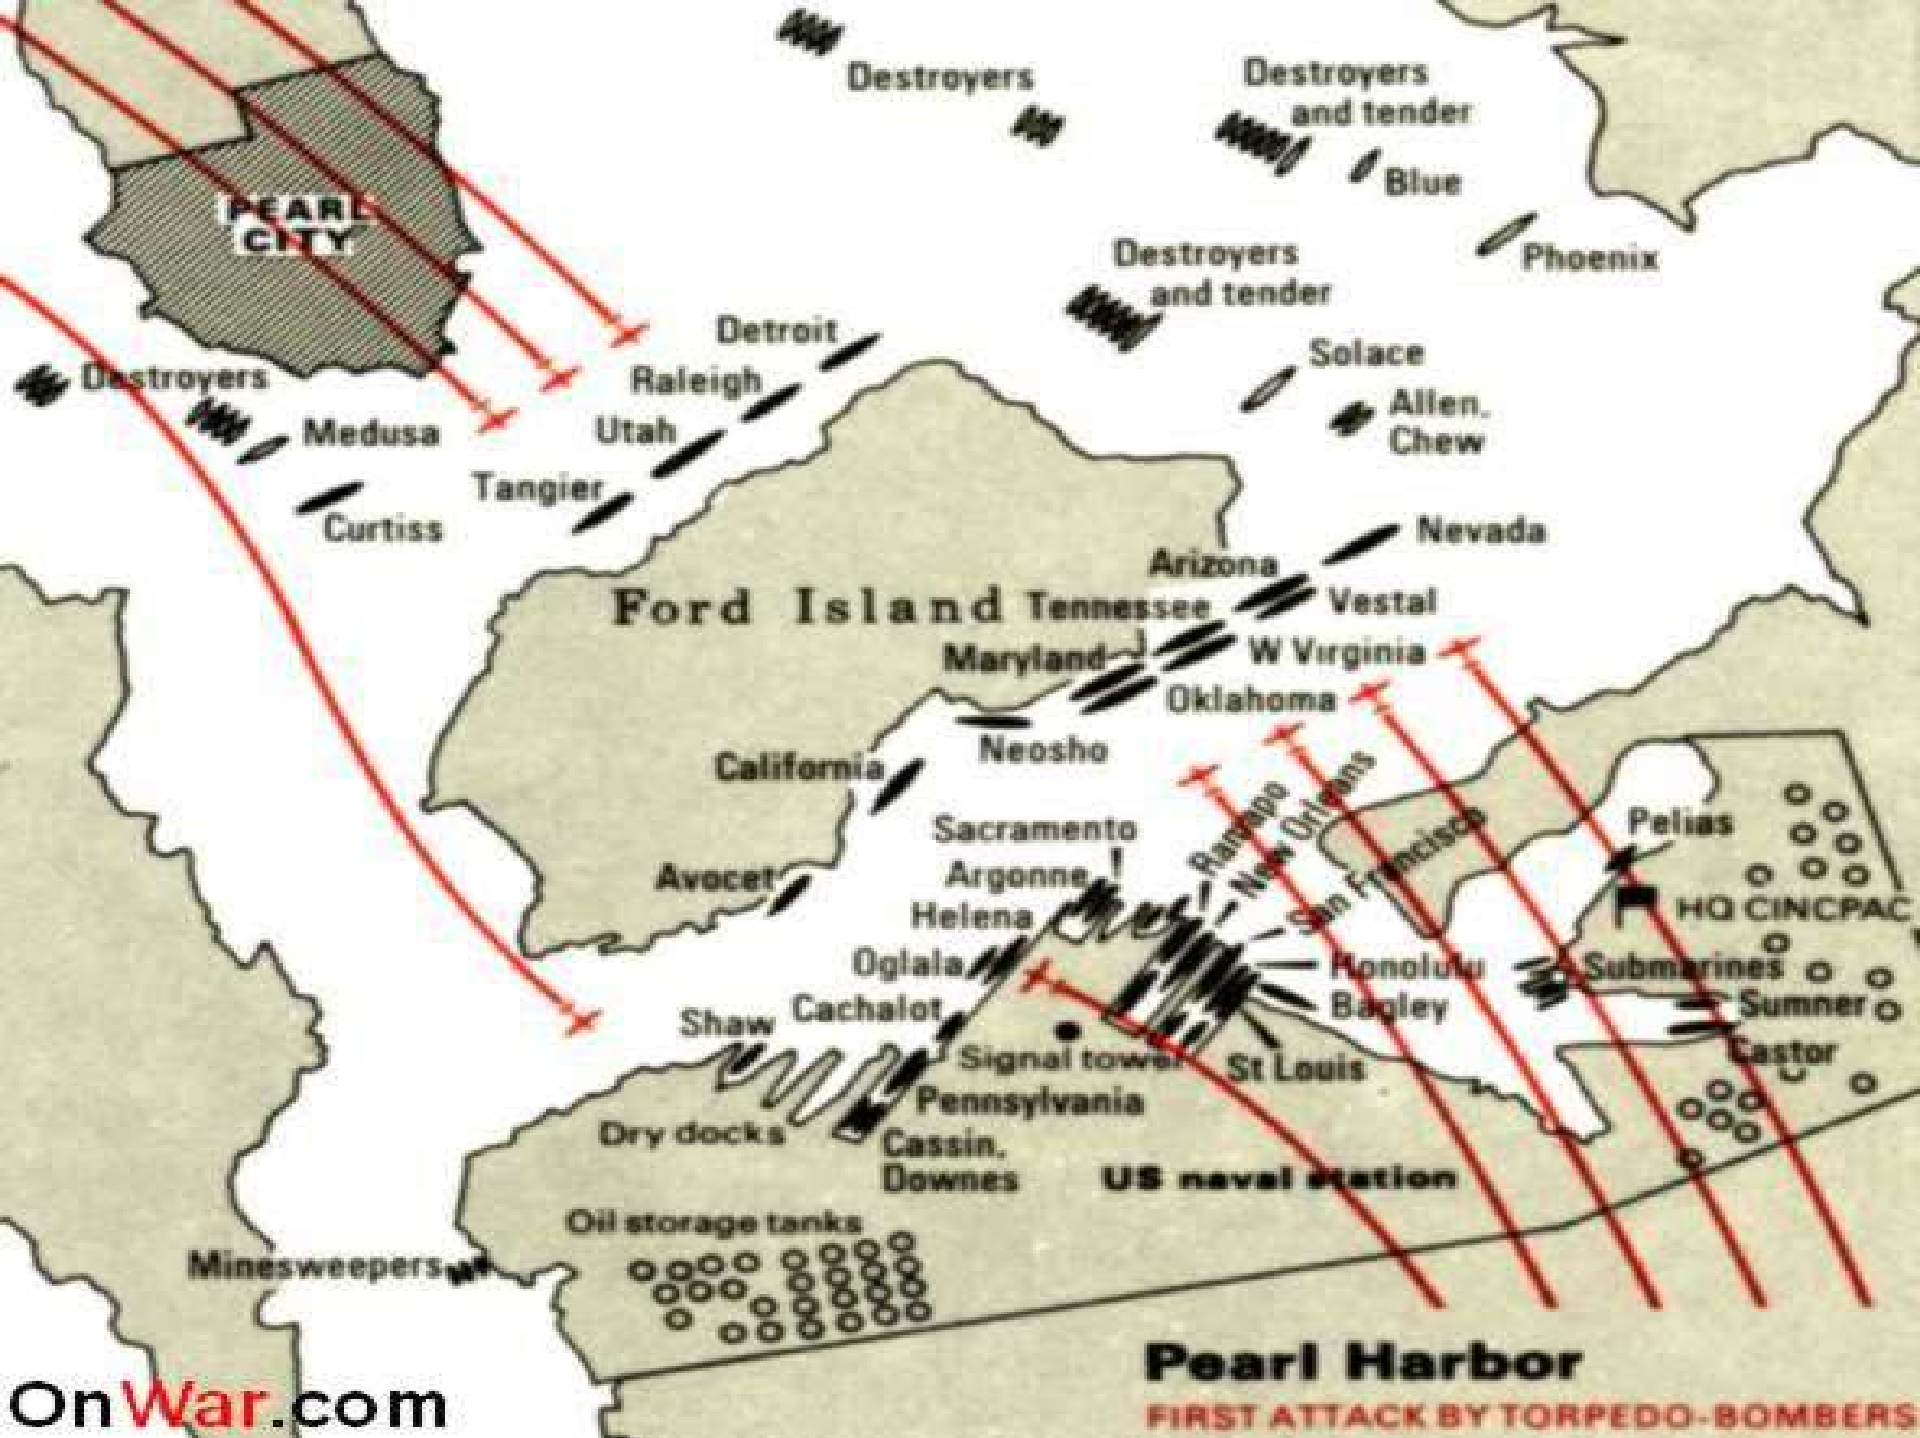 Destroyers
Destroyers
and tender
Blue
PEARL
CITY
Phoenix
Destroyers
and tender
Detroit
Raleigh
Solace
Destroyers
Allen.
Chew
Utah
Medusa
Tangier
Curtiss
Nevada
Arizona
Ford Island
Tennessee
Vestal
Maryland
W Virginia
Oklahoma
Neosho
California
Ramapo
New Orleans
San Francisco
Sacramento
Pelias
Argonne
Avocet
Helena
HQ CINCPAC
Oglala
Honolulu
Submarines
Cachalot
Bagley
Sumner
Shaw
Signal tower
St Louis
Castor
Pennsylvania
Dry docks
Cassin.
Downes
US naval station
Oil storage tanks
Minesweepers
Pearl Harbor
FIRST ATTACK BY TORPEDO-BOMBERS
OnWar.com